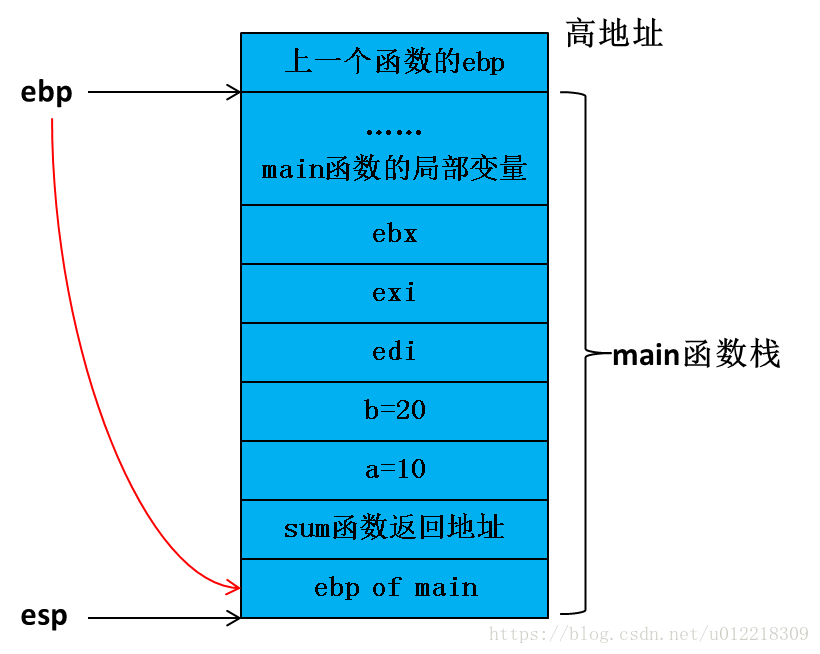 高地址
上一个函数的ebp
ebp
......
main函数的局部变量
ebx
exi
edi
main函数栈
b=20
a=10
sum函数返回地址
ebp of main
esp
https://blog.csdn.net/u012218309